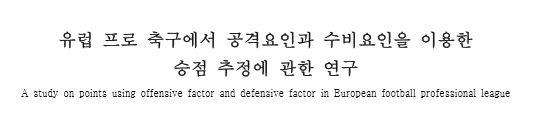 유럽 프로 축구에서 공격요인과 수비요인을 이용한
승점 추정에 관한 연구
A study on points using offensive factor and defensive factor in European football professional league